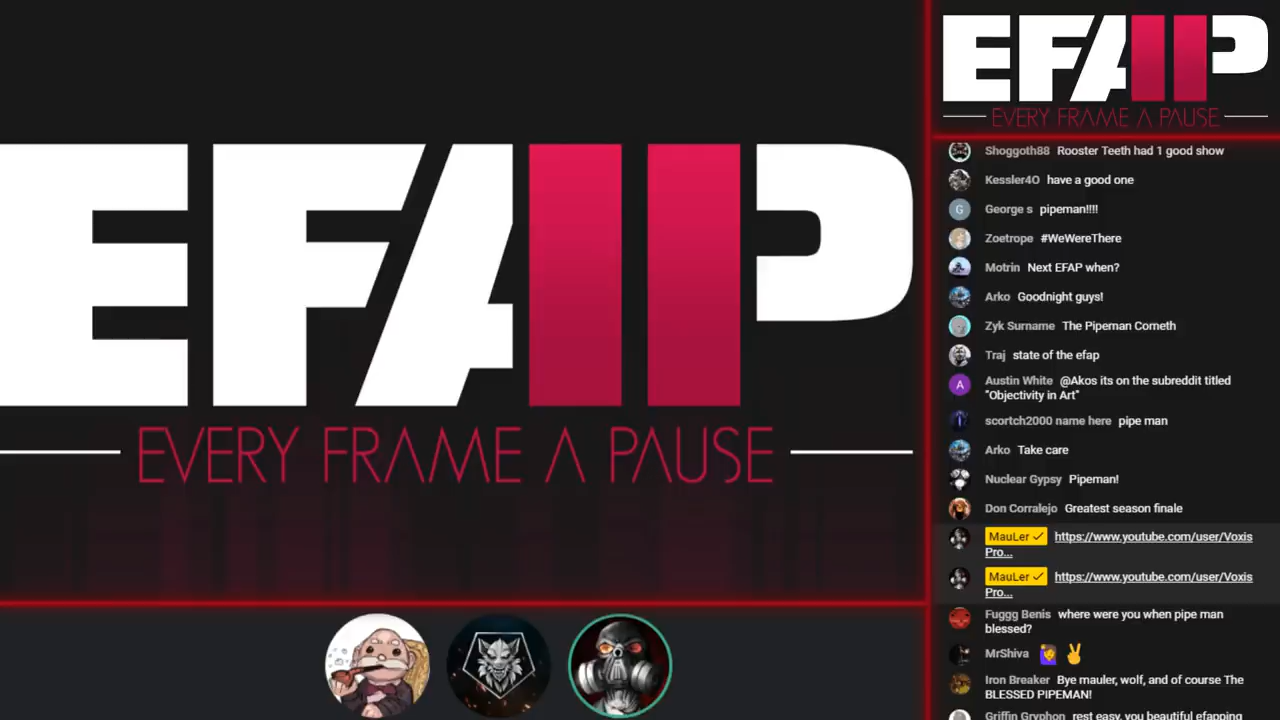 EFAP
EVERY FRAME A PAUSE
EFAP
EVERY FRAME A PAUSE
Shoggoth88 Rooster Teeth had 1 good show
Kessler4O have a good one
George s pipeman!!!!
Zoetrope #WeWereThere
Motrin Next EFAP when?
Arko Goodnight guys!
Zyk Surname The Pipeman Cometh
Traj state of the efap
A Austin White @Akos its on the subreddit titled
"Objectivity in Art"
scortch2000 name here pipe man
Arko Take care
Nuclear Gypsy Pipeman!
Don Corralejo Greatest season finale
MauLer ✓ https://www.youtube.com/user/Voxis
Pro...
MauLer ✓ https://www.youtube.com/user/Voxis
Pro...
Fuggg Benis where were you when pipe man
blessed?
MrShiva 🙋‍♀️ ✌
Iron Breaker Bye mauler, wolf, and of course The
BLESSED PIPEMAN!
Griffin Gryphon rest easy, you beautiful efapping